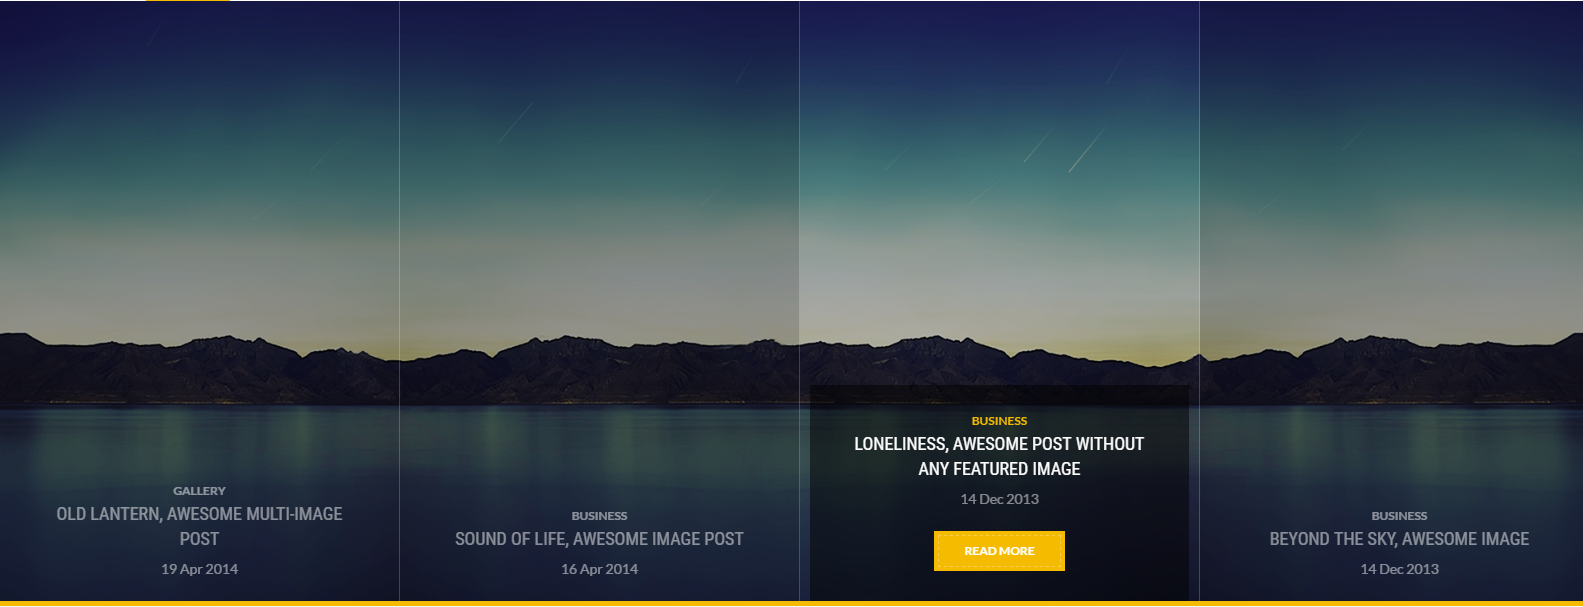 GALLERY
OLD LANTERN, AWESOME MULTI-IMAGE
POST
19 Apr 2014
BUSINESS
SOUND OF LIFE, AWESOME IMAGE POST
16 Apr 2014
BUSINESS
LONELINESS, AWESOME POST WITHOUT
ANY FEATURED IMAGE
14 Dec 2013
READ MORE
BUSINESS
BEYOND THE SKY, AWESOME IMAGE
14 Dec 2013